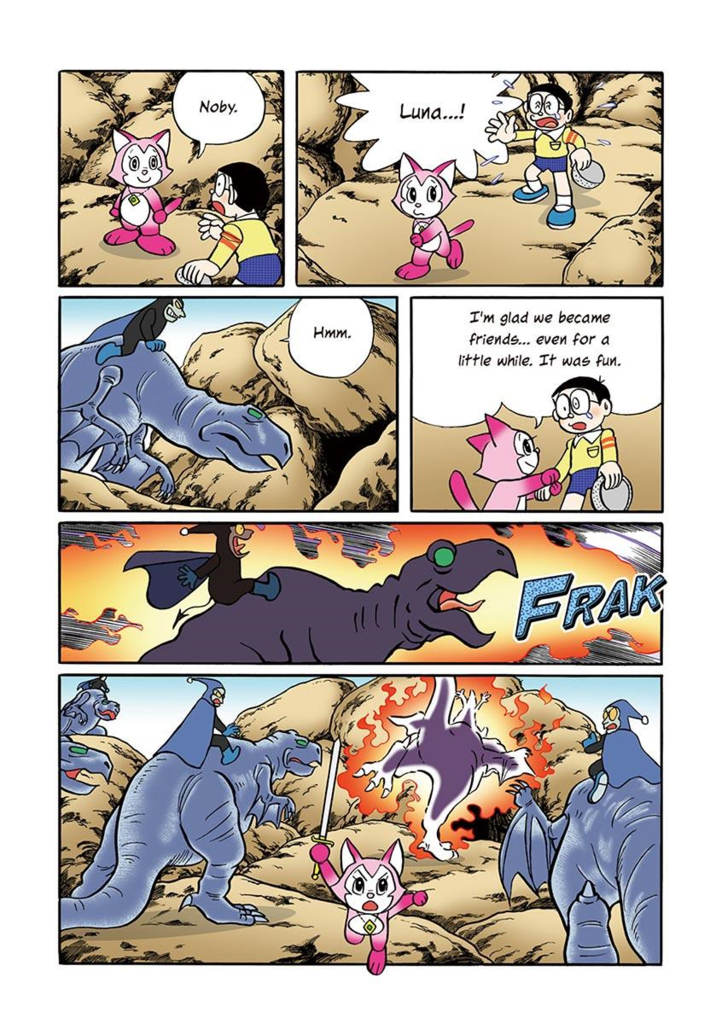 Noby.
Luna...!
Hmm.
I'm glad we became
friends... even for a
little while. It was fun.
FRAK